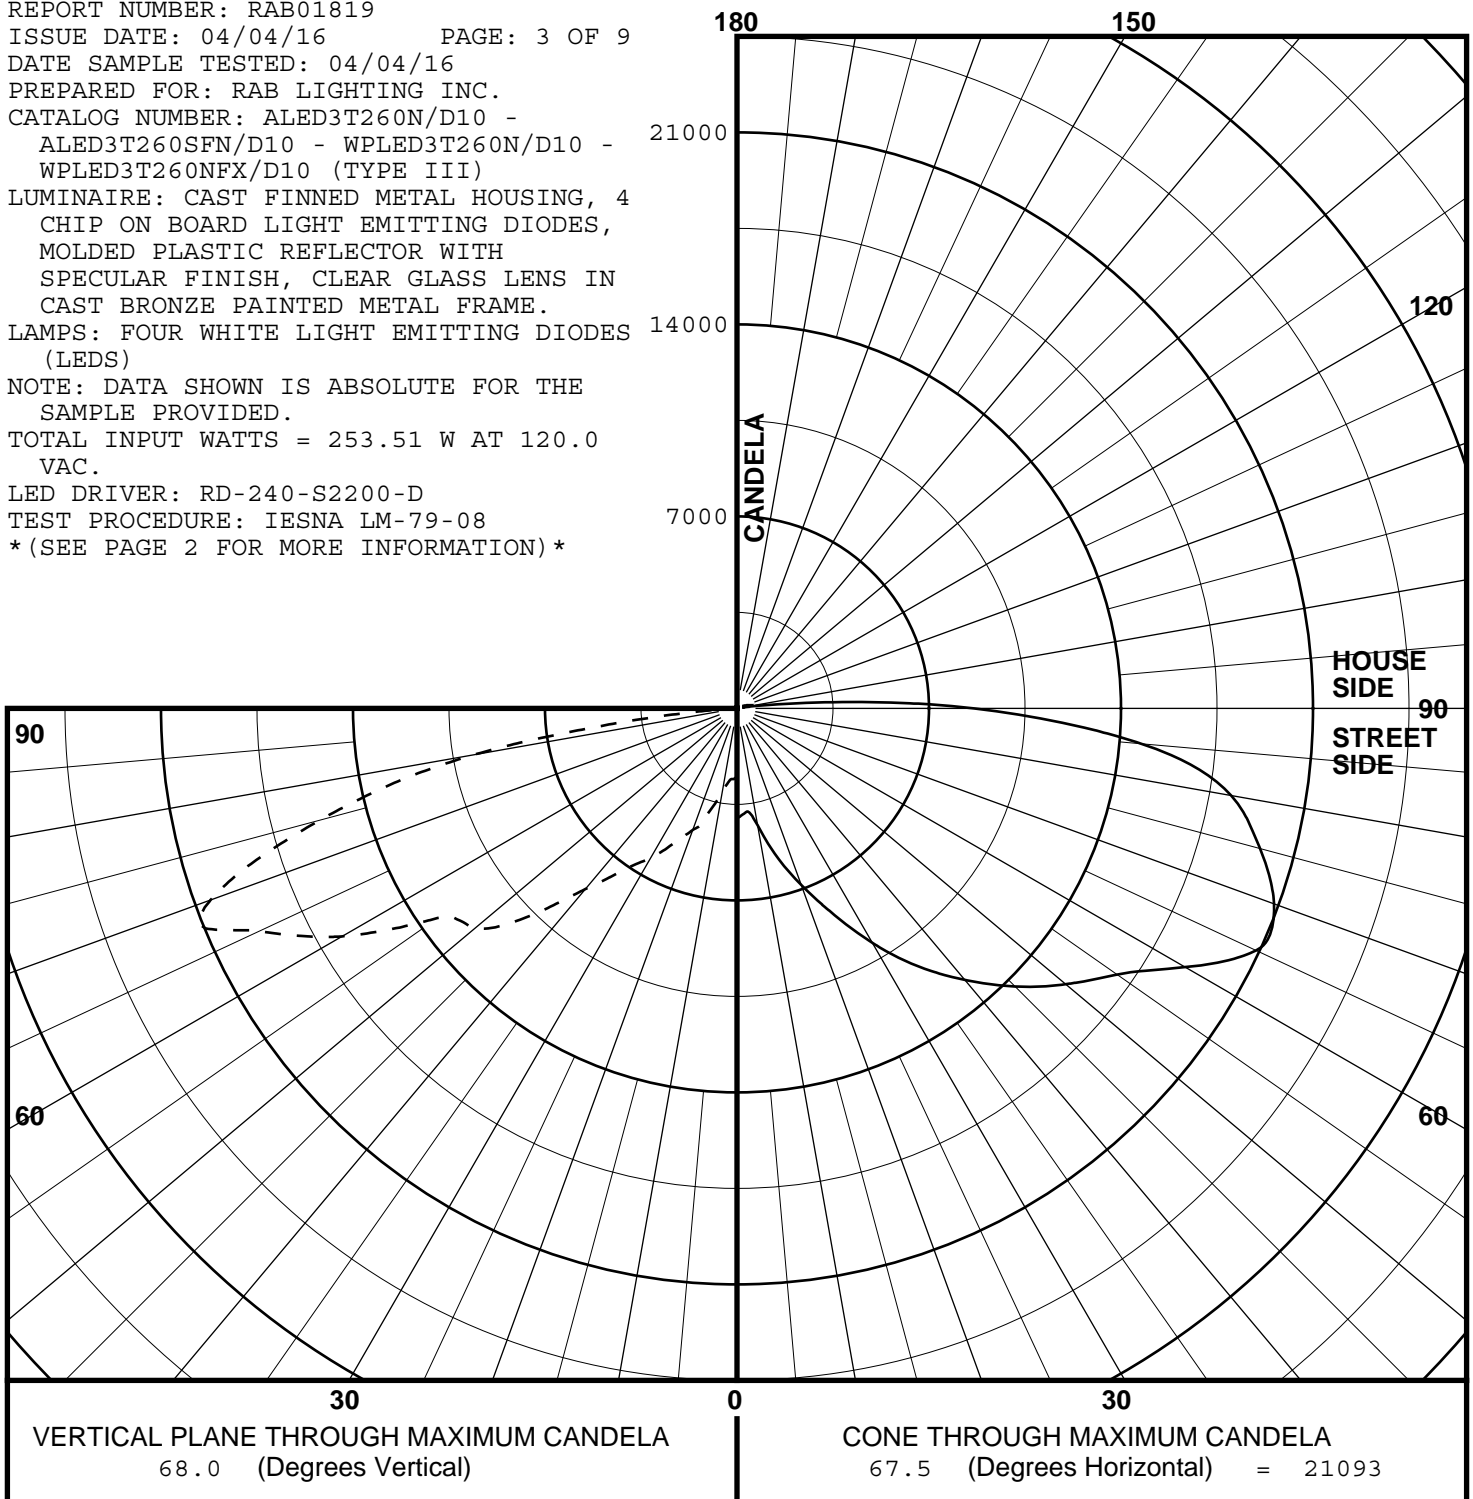 REPORT NUMBER: RAB01819
ISSUE DATE: 04/04/16 PAGE: 3 OF 9
DATE SAMPLE TESTED: 04/04/16
PREPARED FOR: RAB LIGHTING INC.
CATALOG NUMBER: ALED3T260N/D10 -
ALED3T260SFN/D10 - WPLED3T260N/D10 -
WPLED3T260NFX/D10 (TYPE III)
LUMINAIRE: CAST FINNED METAL HOUSING, 4
CHIP ON BOARD LIGHT EMITTING DIODES,
MOLDED PLASTIC REFLECTOR WITH
SPECULAR FINISH, CLEAR GLASS LENS IN
CAST BRONZE PAINTED METAL FRAME.
LAMPS: FOUR WHITE LIGHT EMITTING DIODES
(LEDS)
NOTE: DATA SHOWN IS ABSOLUTE FOR THE
SAMPLE PROVIDED.
TOTAL INPUT WATTS = 253.51 W AT 120.0
VAC.
LED DRIVER: RD-240-S2200-D
TEST PROCEDURE: IESNA LM-79-08
*(SEE PAGE 2 FOR MORE INFORMATION)*
180
150
21000
120
14000
CANDELA
7000
HOUSE
SIDE
90
90
STREET
SIDE
60
60
30
0
30
VERTICAL PLANE THROUGH MAXIMUM CANDELA
68.0 (Degrees Vertical)
CONE THROUGH MAXIMUM CANDELA
67.5 (Degrees Horizontal) = 21093